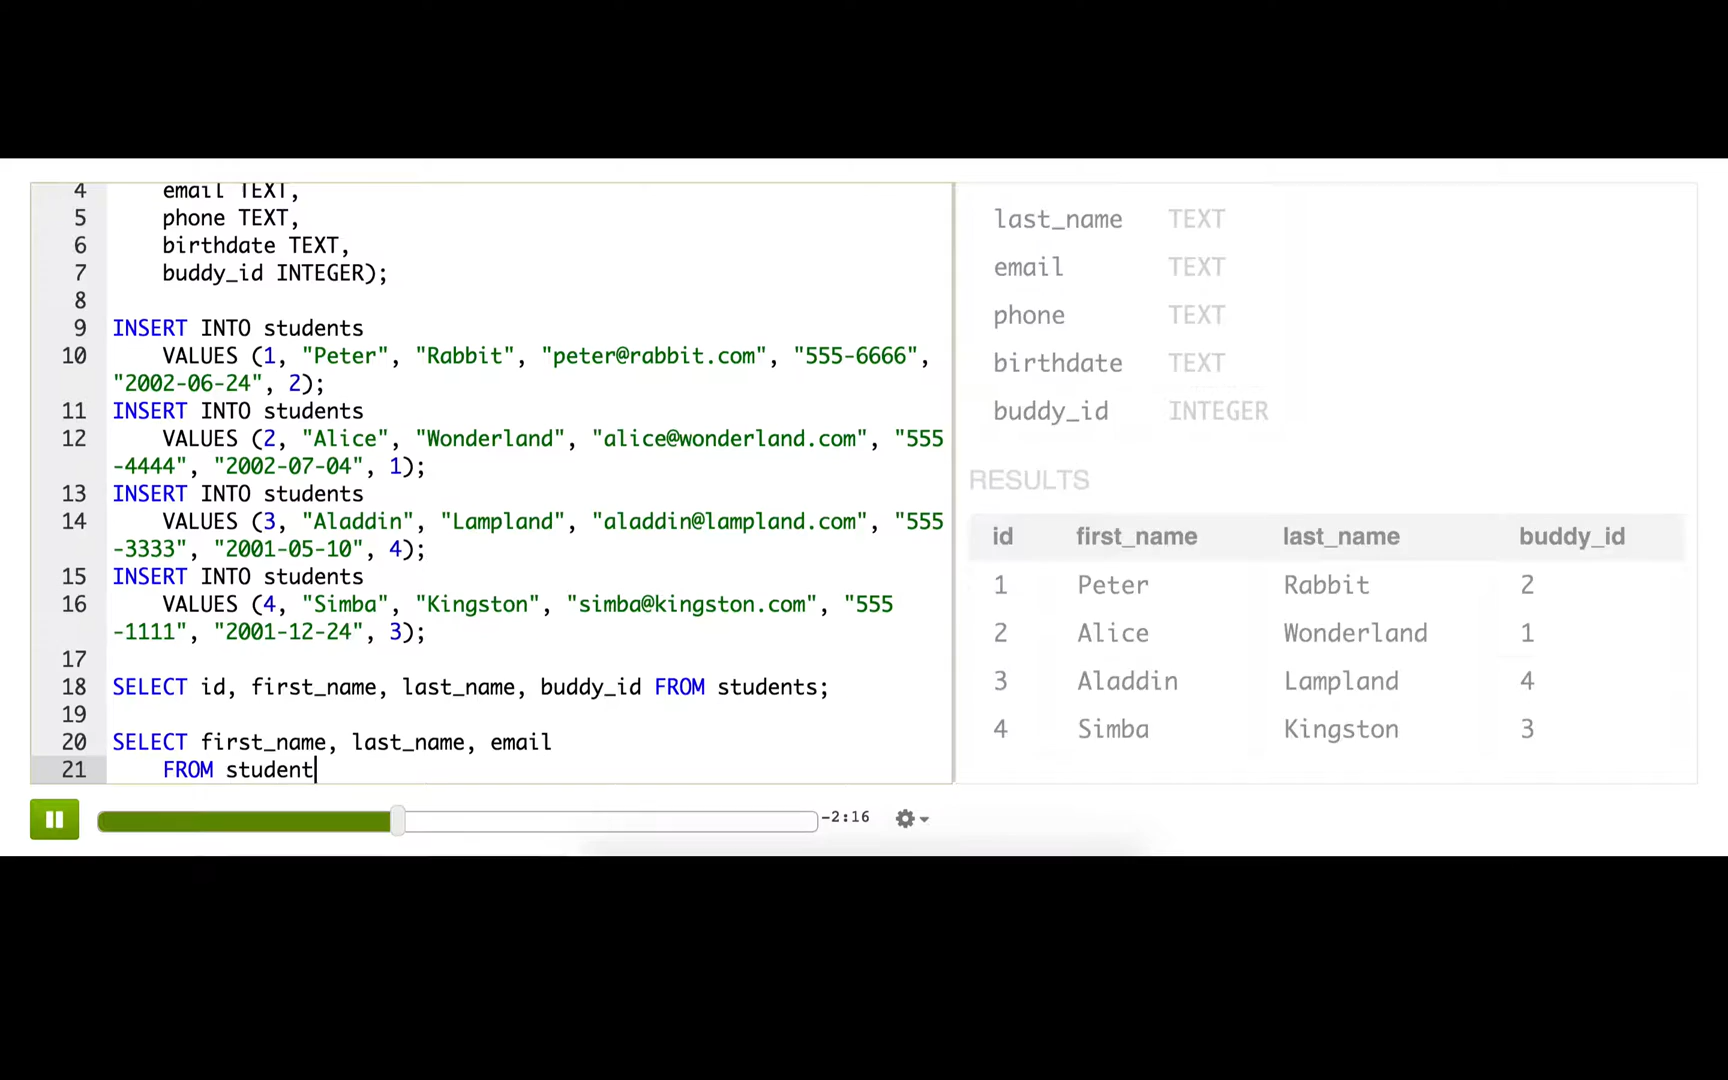 4 email TEXT,
5 phone TEXT,
6 birthdate TEXT,
7 buddy_id INTEGER);
8
9 INSERT INTO students
10 VALUES (1, "Peter", "Rabbit", "peter@rabbit.com", "555-6666",
"2002-06-24", 2);
11 INSERT INTO students
12 VALUES (2, "Alice", "Wonderland", "alice@wonderland.com", "555
-4444", "2002-07-04", 1);
13 INSERT INTO students
14 VALUES (3, "Aladdin", "Lampland", "aladdin@lampland.com", "555
-3333", "2001-05-10", 4);
15 INSERT INTO students
16 VALUES (4, "Simba", "Kingston", "simba@kingston.com", "555
-1111", "2001-12-24", 3);
17
18 SELECT id, first_name, last_name, buddy_id FROM students;
19
20 SELECT first_name, last_name, email
21 FROM student
last_name TEXT
email TEXT
phone TEXT
birthdate TEXT
buddy_id INTEGER
RESULTS
id first_name last_name buddy_id
1 Peter Rabbit 2
2 Alice Wonderland 1
3 Aladdin Lampland 4
4 Simba Kingston 3
-2:16